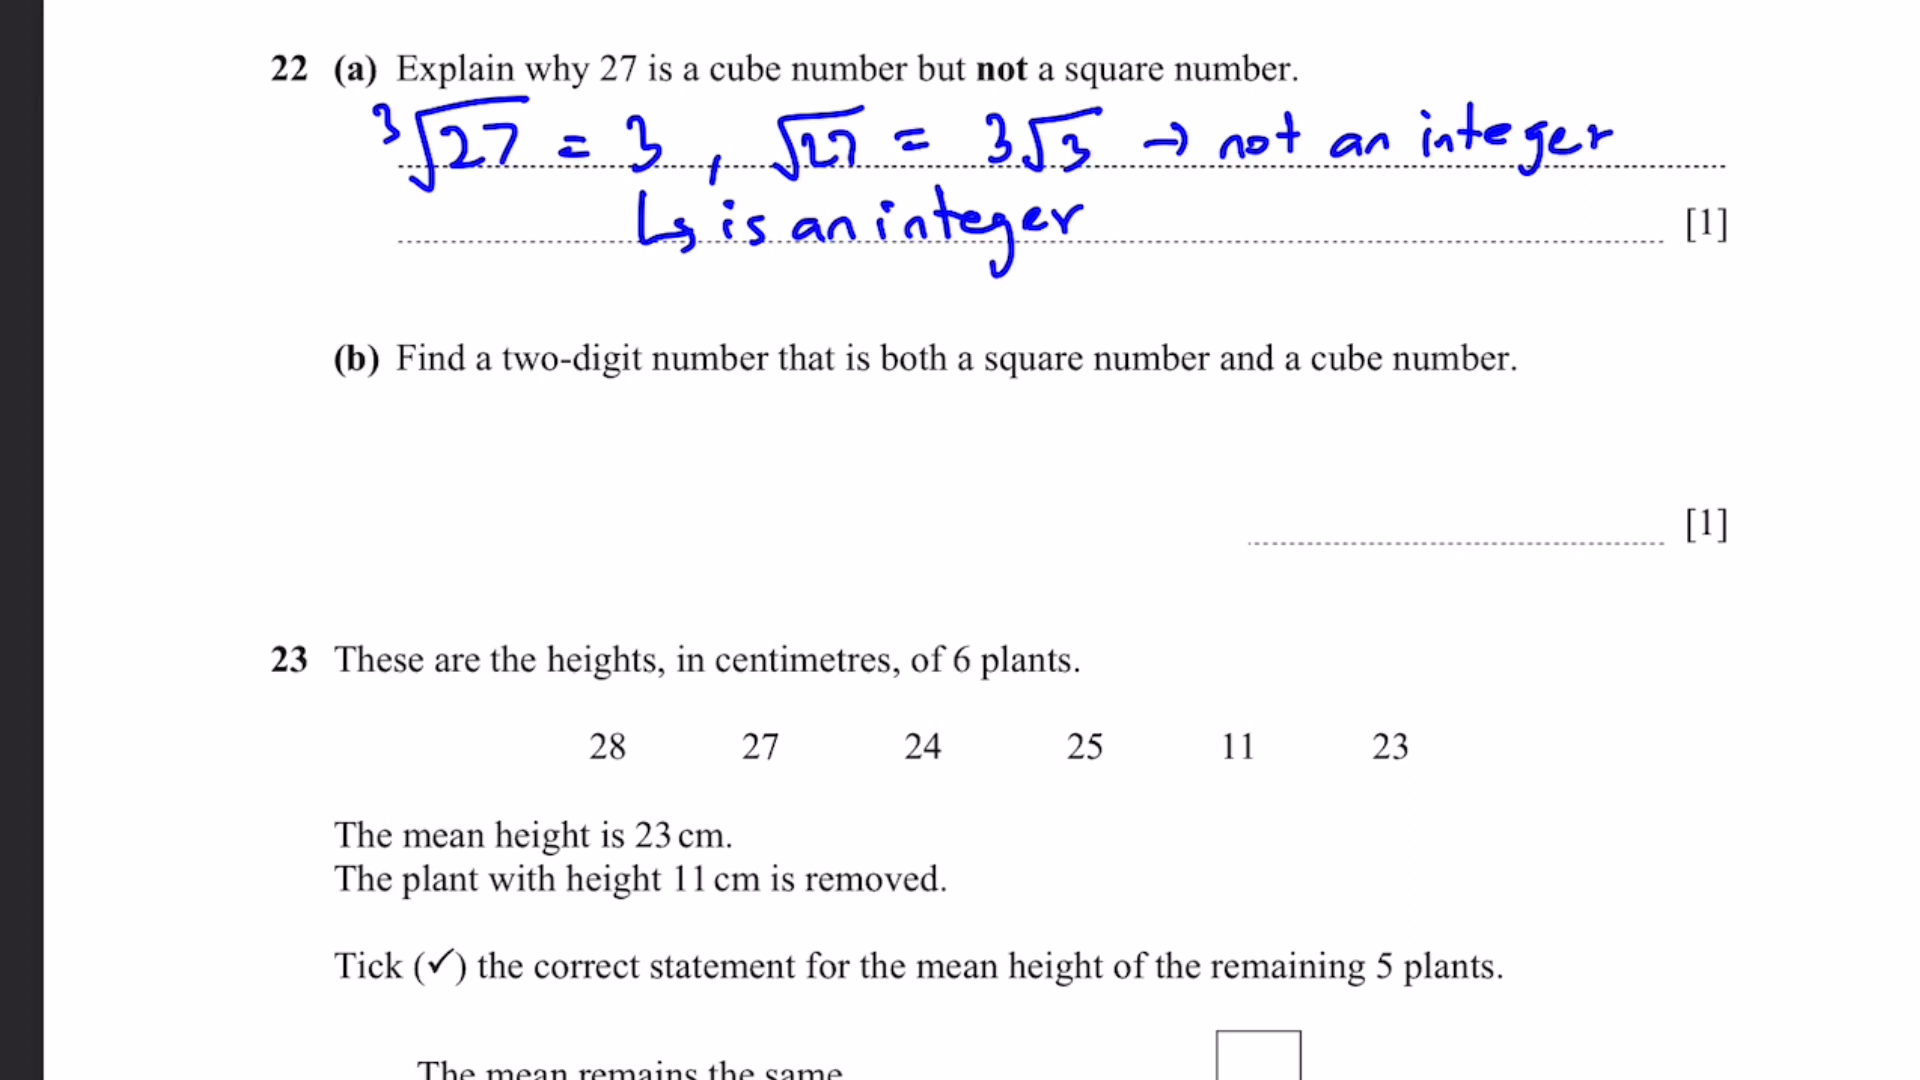 22 (a) Explain why 27 is a cube number but not a square number.
³√27 = 3 , √27 = 3√3 → not an integer
↳ is an integer
[1]
(b) Find a two-digit number that is both a square number and a cube number.
[1]
23 These are the heights, in centimetres, of 6 plants.
28 27 24 25 11 23
The mean height is 23 cm.
The plant with height 11 cm is removed.
Tick (✓) the correct statement for the mean height of the remaining 5 plants.
The mean remains the same